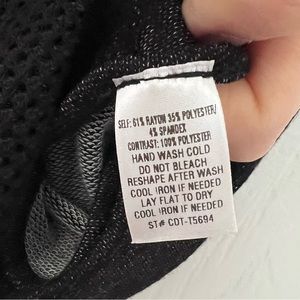 SELF: 61% RAYON 35% POLYESTER/
4% SPANDEX
CONTRAST: 100% POLYESTER
HAND WASH COLD
DO NOT BLEACH
RESHAPE AFTER WASH
COOL IRON IF NEEDED
LAY FLAT TO DRY
COOL IRON IF NEEDED
ST# CDT-T5694